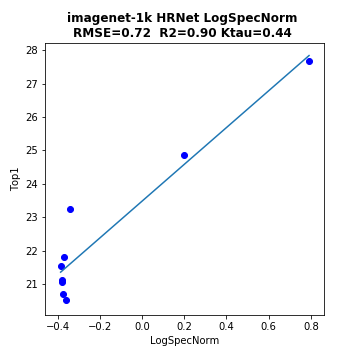 imagenet-1k HRNet LogSpecNorm
RMSE=0.72 R2=0.90 Ktau=0.44
28
27
26
25
24
23
22
21
Top1
−0.4 −0.2 0.0 0.2 0.4 0.6 0.8
LogSpecNorm